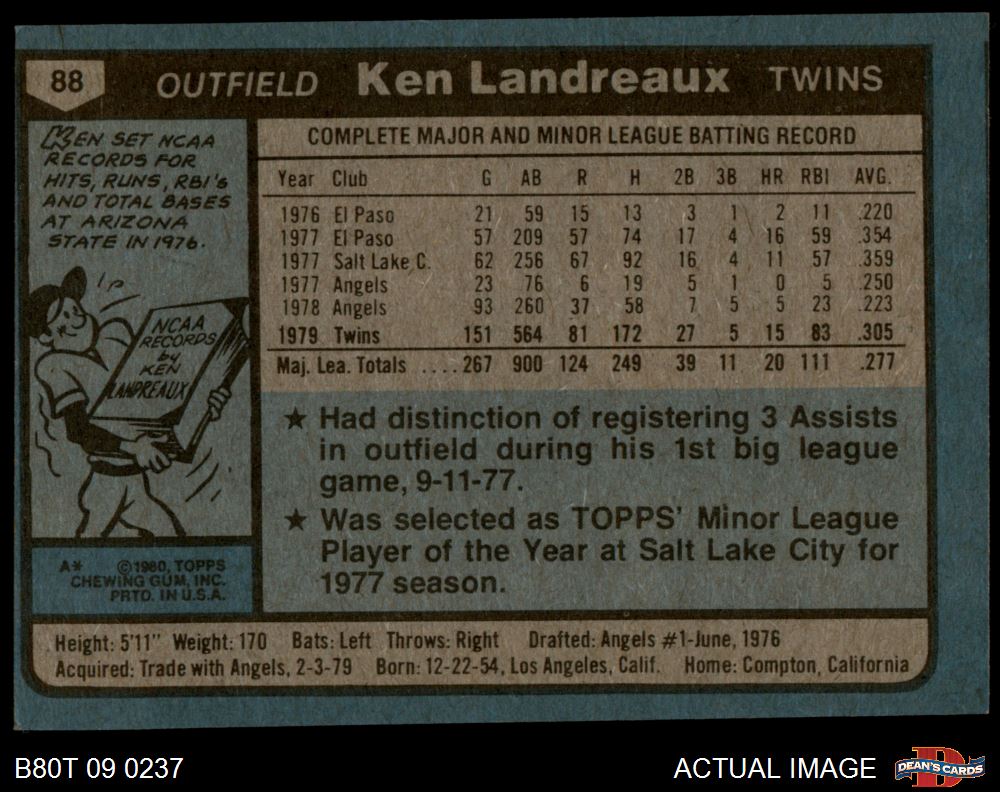 88 OUTFIELD Ken Landreaux TWINS
KEN SET NCAA
RECORDS FOR
HITS, RUNS, RBI'S
AND TOTAL BASES
AT ARIZONA
STATE IN 1976.
NCAA
RECORDS
by
KEN
LANDREAUX
A* ©1980, TOPPS
CHEWING GUM, INC.
PRTD. IN U.S.A.
COMPLETE MAJOR AND MINOR LEAGUE BATTING RECORD
Year Club G AB R H 2B 3B HR RBI AVG.
1976 El Paso 21 59 15 13 3 1 2 11 .220
1977 El Paso 57 209 57 74 17 4 16 59 .354
1977 Salt Lake C. 62 256 67 92 16 4 11 57 .359
1977 Angels 23 76 6 19 5 1 0 5 .250
1978 Angels 93 260 37 58 7 5 5 23 .223
1979 Twins 151 564 81 172 27 5 15 83 .305
Maj. Lea. Totals ....267 900 124 249 39 11 20 111 .277
★ Had distinction of registering 3 Assists
in outfield during his 1st big league
game, 9-11-77.
★ Was selected as TOPPS' Minor League
Player of the Year at Salt Lake City for
1977 season.
Height: 5'11" Weight: 170 Bats: Left Throws: Right Drafted: Angels #1-June, 1976
Acquired: Trade with Angels, 2-3-79 Born: 12-22-54, Los Angeles, Calif. Home: Compton, California
B80T 09 0237
ACTUAL IMAGE
DEAN'S CARDS